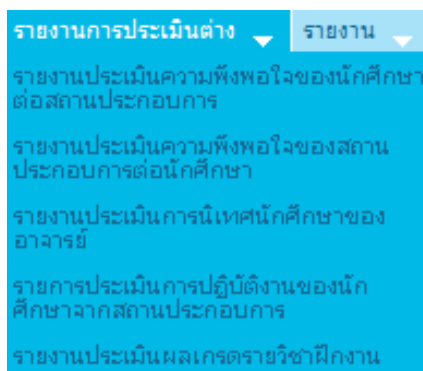 รายงานการประเมินต่าง รายงาน
รายงานประเมินความพึงพอใจของนักศึกษา
ต่อสถานประกอบการ
รายงานประเมินความพึงพอใจของสถาน
ประกอบการต่อนักศึกษา
รายงานประเมินการนิเทศนักศึกษาของ
อาจารย์
รายการประเมินการปฏิบัติงานของนัก
ศึกษาจากสถานประกอบการ
รายงานประเมินผลเกรดรายวิชาฝึกงาน